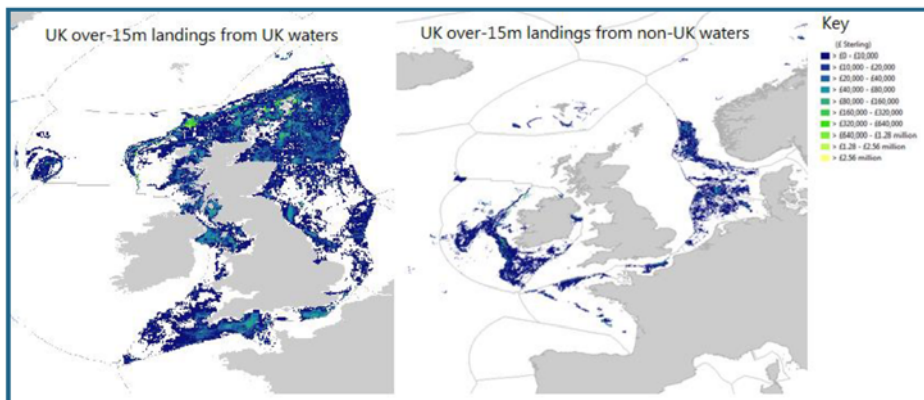 UK over-15m landings from UK waters
UK over-15m landings from non-UK waters
Key
(£ Sterling)
> £0 - £10,000
> £10,000 - £20,000
> £20,000 - £40,000
> £40,000 - £80,000
> £80,000 - £160,000
> £160,000 - £320,000
> £320,000 - £640,000
> £640,000 - £1.28 million
> £1.28 - £2.56 million
> £2.56 million